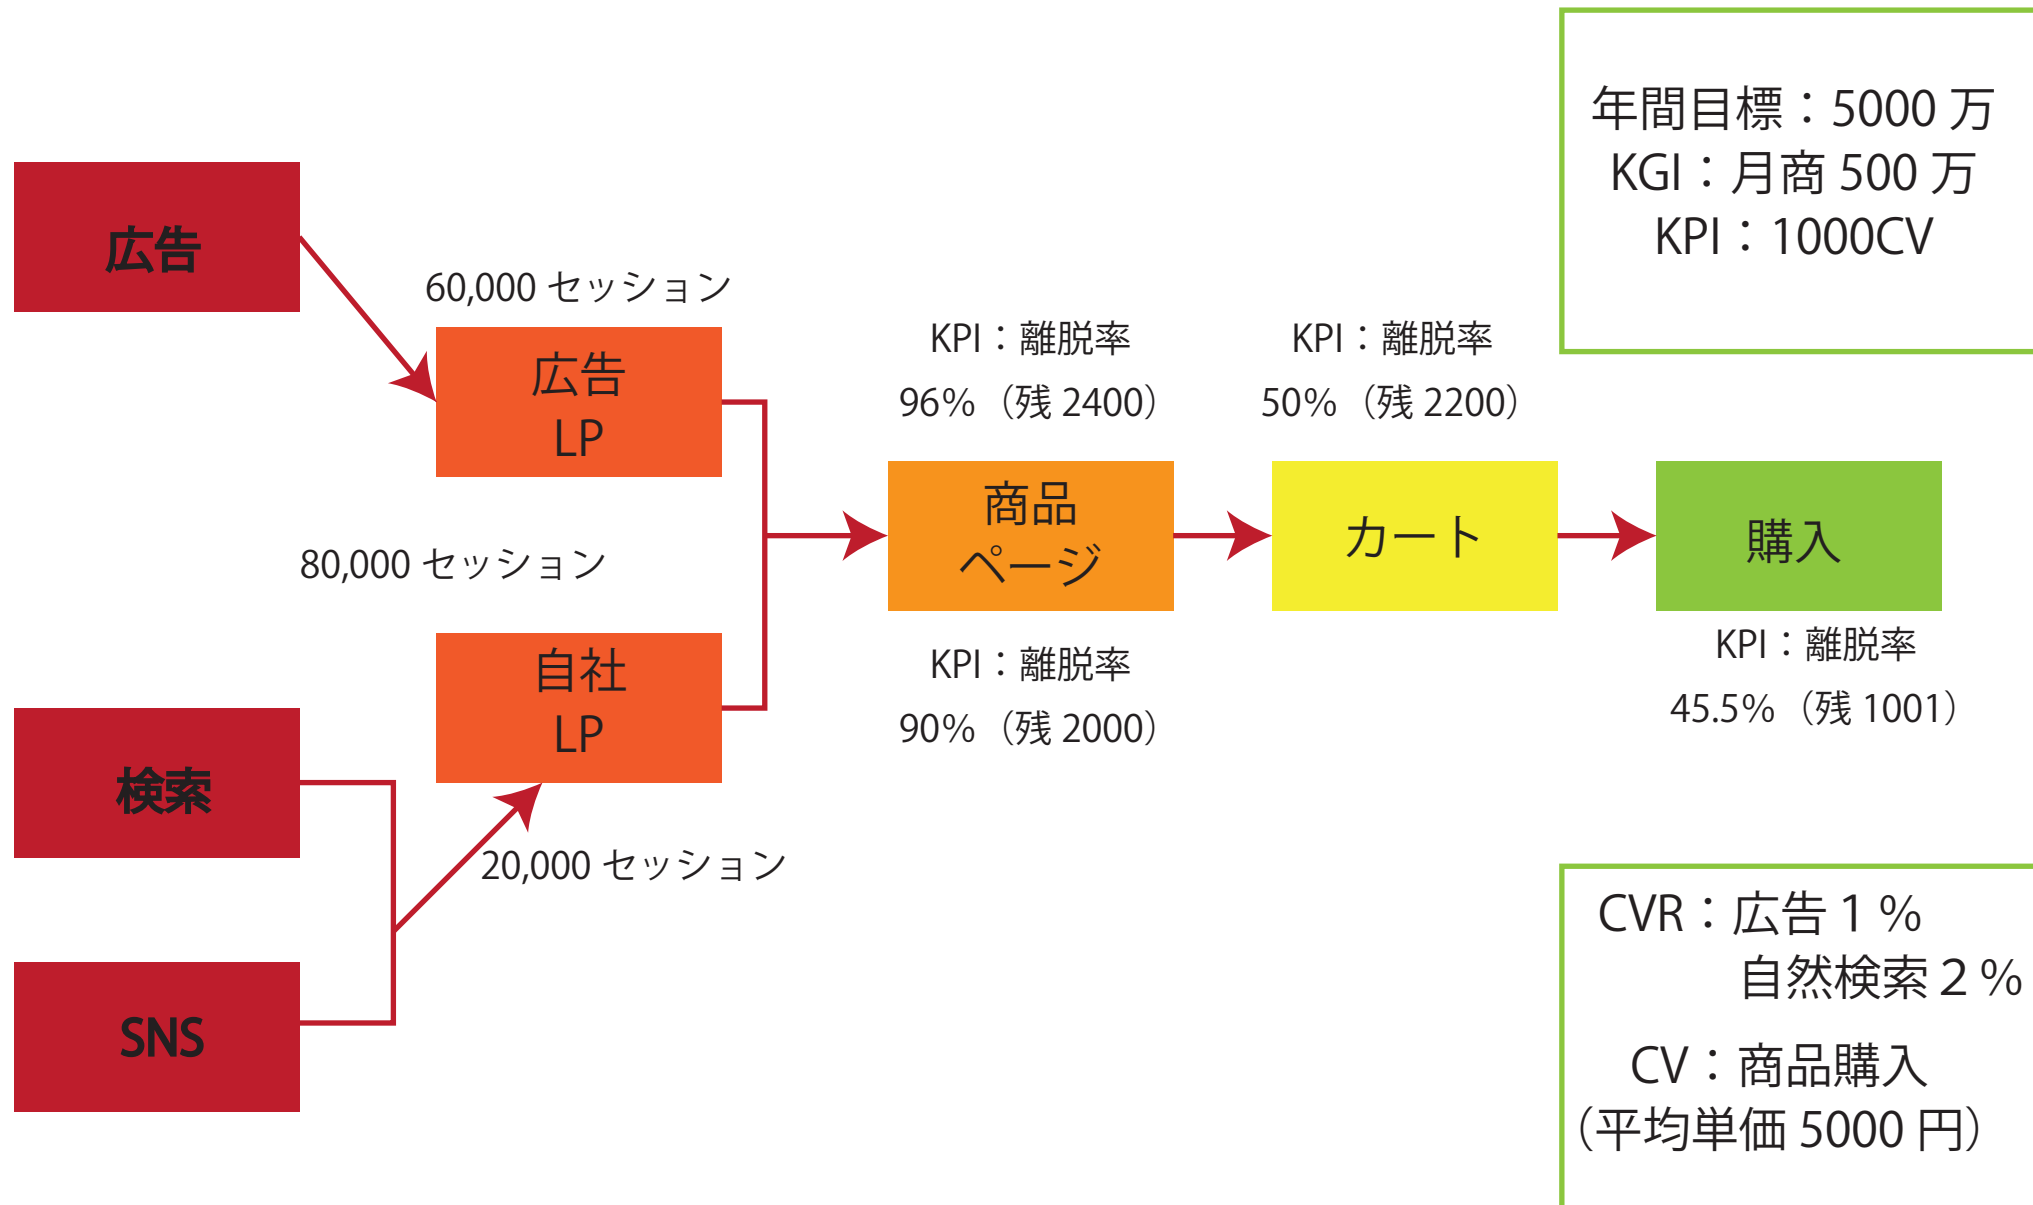 年間目標：5000 万
KGI：月商 500 万
KPI：1000CV
広告
60,000 セッション
広告
LP
KPI：離脱率
96%（残 2400）
KPI：離脱率
50%（残 2200）
商品
ページ
カート
購入
80,000 セッション
自社
LP
KPI：離脱率
90%（残 2000）
KPI：離脱率
45.5%（残 1001）
検索
20,000 セッション
SNS
CVR：広告１%
自然検索２%
CV：商品購入
（平均単価 5000 円）